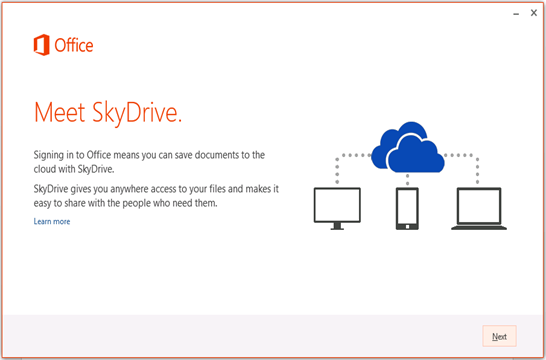 Office
Meet SkyDrive.
Signing in to Office means you can save documents to the
cloud with SkyDrive.
SkyDrive gives you anywhere access to your files and makes it
easy to share with the people who need them.
Learn more
Next